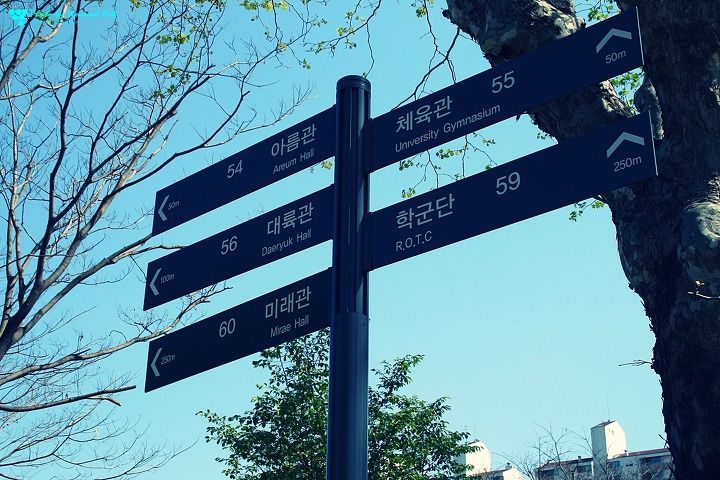 54 아름관
Areum Hall
50m
56 대륙관
Daeryuk Hall
100m
60 미래관
Mirae Hall
250m
체육관 55
University Gymnasium
50m
학군단 59
R.O.T.C
250m